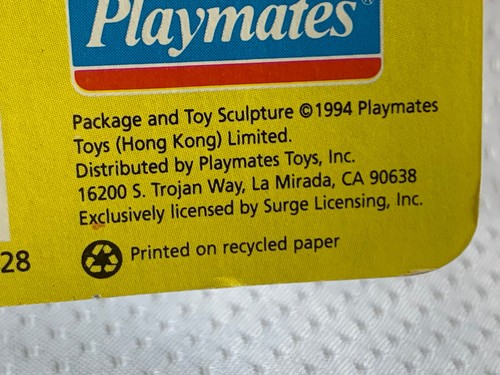 Playmates®
Package and Toy Sculpture ©1994 Playmates
Toys (Hong Kong) Limited.
Distributed by Playmates Toys, Inc.
16200 S. Trojan Way, La Mirada, CA 90638
Exclusively licensed by Surge Licensing, Inc.
28
Printed on recycled paper